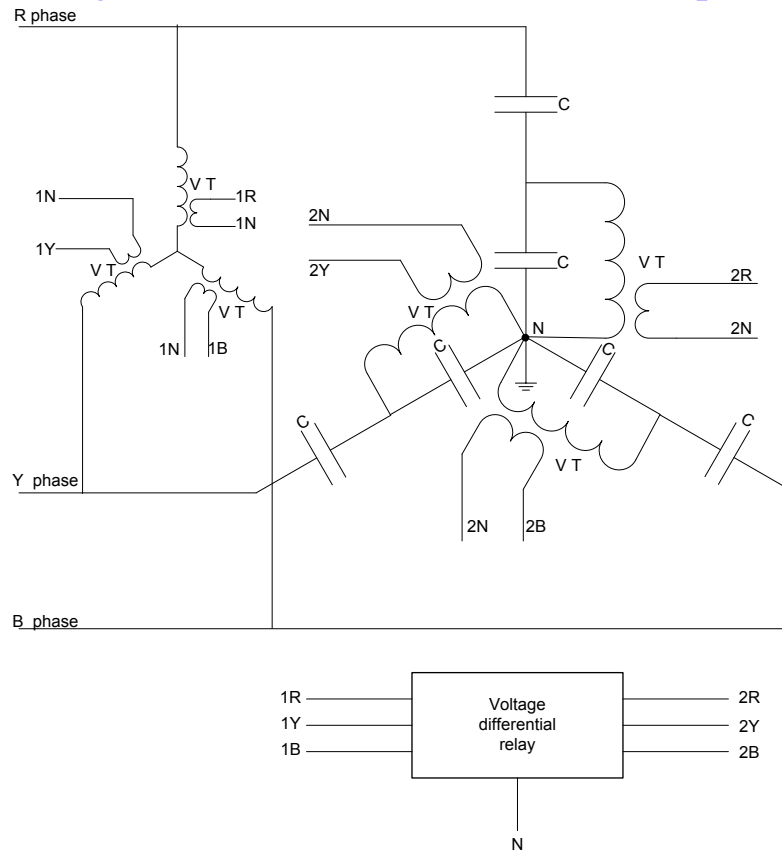 R phase
C
V T
1R
1N
1N
1Y
V T
V T
1N
1B
2N
2Y
C
V T
2R
2N
V T
N
C
C
C
C
V T
2N
2B
Y phase
B phase
1R
1Y
1B
Voltage
differential
relay
2R
2Y
2B
N